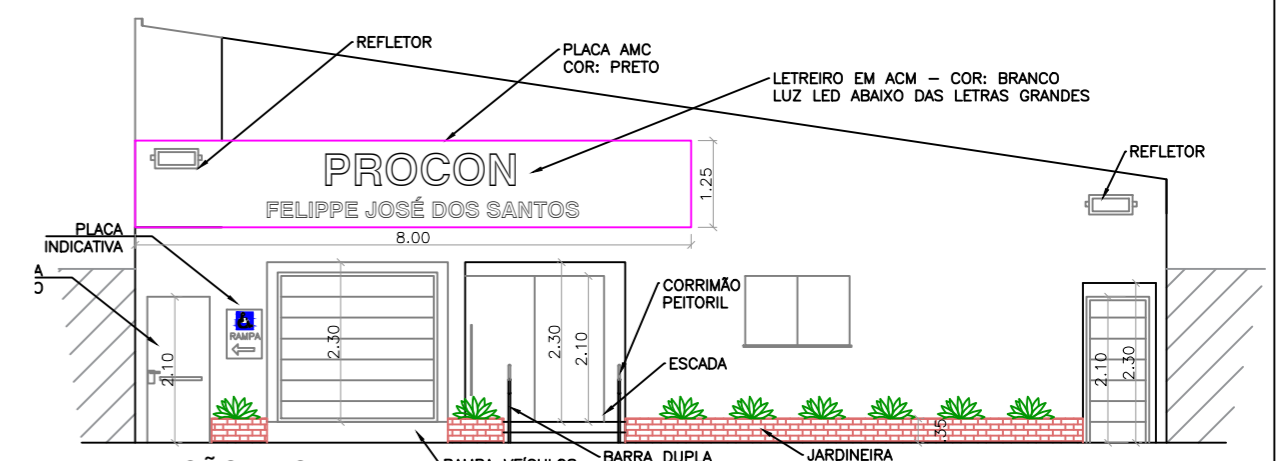 REFLETOR
PLACA AMC
COR: PRETO
LETREIRO EM ACM – COR: BRANCO
LUZ LED ABAIXO DAS LETRAS GRANDES
REFLETOR
PROCON
FELIPPE JOSÉ DOS SANTOS
1.25
8.00
PLACA
INDICATIVA
CORRIMÃO
PEITORIL
ESCADA
RAMPA
2.10
2.30
2.30
2.10
2.10
2.30
.35
RAMPA VEÍCULOS
BARRA DUPLA
JARDINEIRA